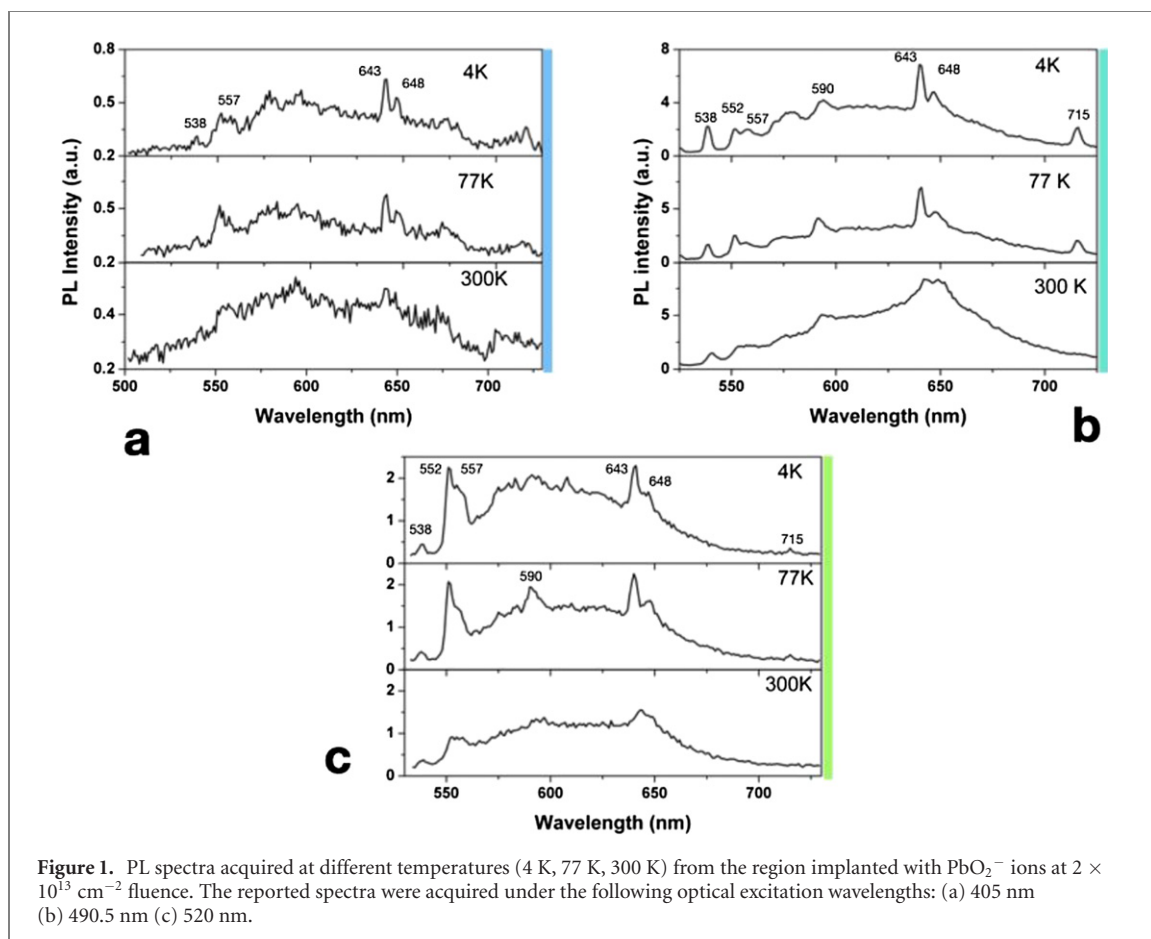 0.8
0.5
0.2
0.5
0.2
0.4
0.2
PL Intensity (a.u.)
538
557
643
648
4K
77K
300K
500 550 600 650 700
Wavelength (nm)
a
8
4
0
5
0
5
0
PL intensity (a.u.)
538
552
557
590
643
648
715
4K
77 K
300 K
550 600 650 700
Wavelength (nm)
b
2
1
0
2
1
0
2
1
0
538
552
557
643
648
715
4K
590
77K
300K
550 600 650 700
Wavelength (nm)
c
Figure 1. PL spectra acquired at different temperatures (4 K, 77 K, 300 K) from the region implanted with PbO₂⁻ ions at 2 ×
10¹³ cm⁻² fluence. The reported spectra were acquired under the following optical excitation wavelengths: (a) 405 nm
(b) 490.5 nm (c) 520 nm.